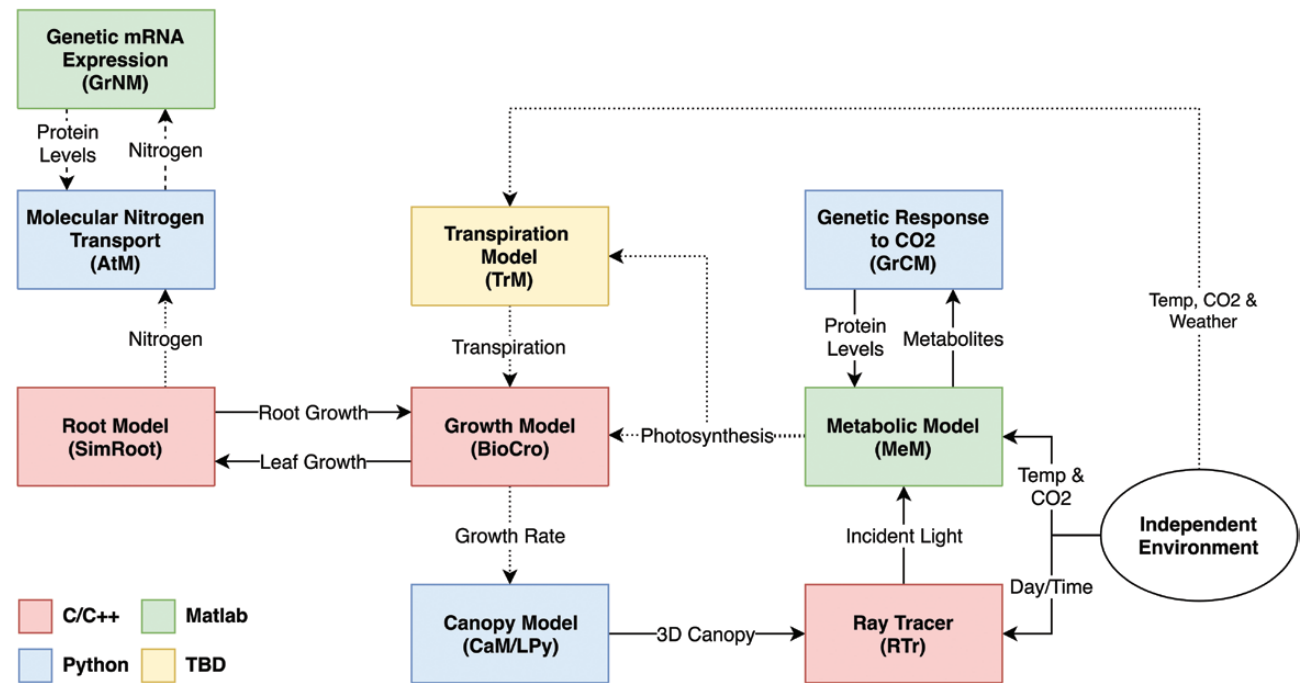 Genetic mRNA
Expression
(GrNM)
Protein
Levels
Nitrogen
Molecular Nitrogen
Transport
(AtM)
Transpiration
Model
(TrM)
Genetic Response
to CO2
(GrCM)
Temp, CO2 &
Weather
Nitrogen
Transpiration
Protein
Levels
Metabolites
Root Model
(SimRoot)
Root Growth
Leaf Growth
Growth Model
(BioCro)
Photosynthesis
Metabolic Model
(MeM)
Temp &
CO2
Independent
Environment
Growth Rate
Incident Light
Day/Time
Canopy Model
(CaM/LPy)
3D Canopy
Ray Tracer
(RTr)
C/C++
Matlab
Python
TBD